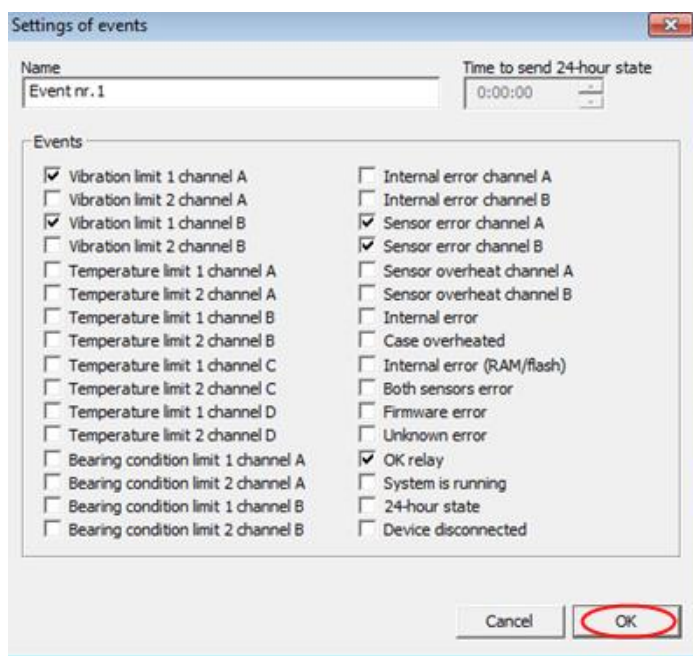 Settings of events
Name
Time to send 24-hour state
Event nr.1
0:00:00
Events
Vibration limit 1 channel A
Vibration limit 2 channel A
Vibration limit 1 channel B
Vibration limit 2 channel B
Temperature limit 1 channel A
Temperature limit 2 channel A
Temperature limit 1 channel B
Temperature limit 2 channel B
Temperature limit 1 channel C
Temperature limit 2 channel C
Temperature limit 1 channel D
Temperature limit 2 channel D
Bearing condition limit 1 channel A
Bearing condition limit 2 channel A
Bearing condition limit 1 channel B
Bearing condition limit 2 channel B
Internal error channel A
Internal error channel B
Sensor error channel A
Sensor error channel B
Sensor overheat channel A
Sensor overheat channel B
Internal error
Case overheated
Internal error (RAM/flash)
Both sensors error
Firmware error
Unknown error
OK relay
System is running
24-hour state
Device disconnected
Cancel
OK